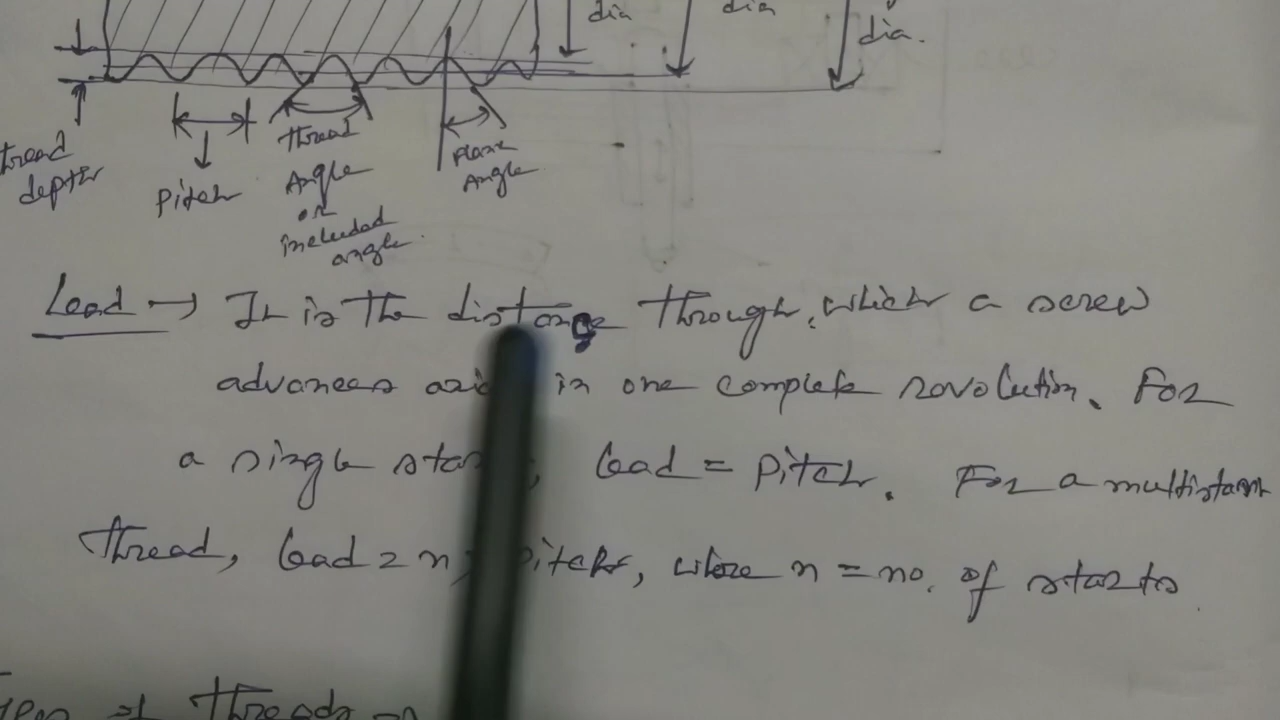 dia
dia
dia.
Thread
depth
Pitch
Thread
Angle
or
included
angle
Flank
Angle
Lead → It is the distance through, which a screw
advances in one complete revolution. For
a single, lead = Pitch. For a multistart
Thread, lead = n Pitch, where n = no. of starts
of Threads